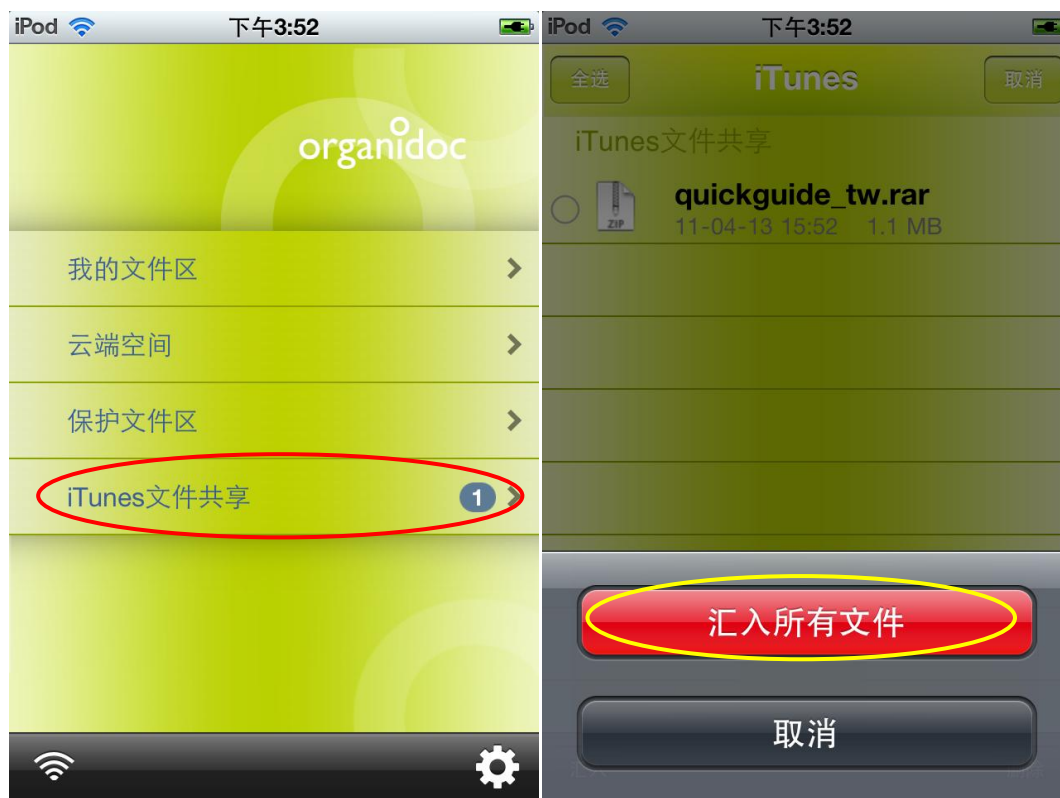 iPod 下午3:52
organidoc
我的文件区
云端空间
保护文件区
iTunes文件共享 1
iPod 下午3:52
全选 iTunes 取消
iTunes文件共享
quickguide_tw.rar
ZIP 11-04-13 15:52 1.1 MB
汇入所有文件
取消
汇入